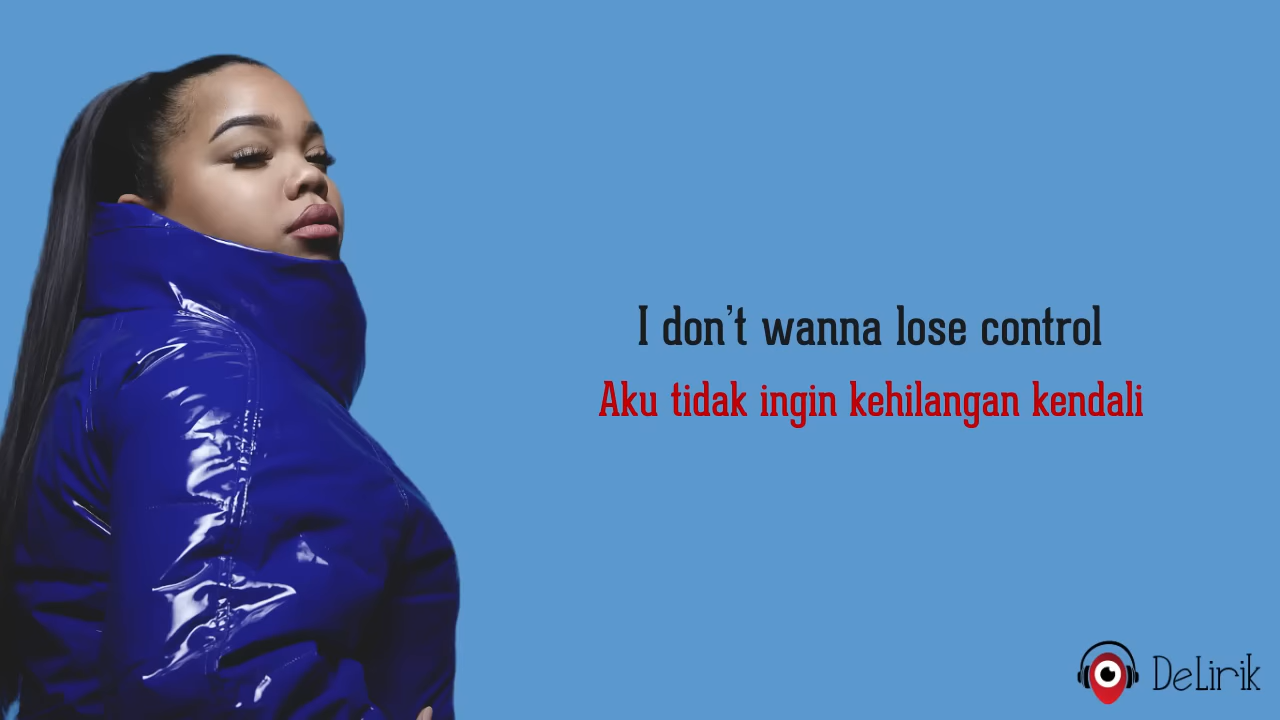 I don't wanna lose control
Aku tidak ingin kehilangan kendali
DeLirik